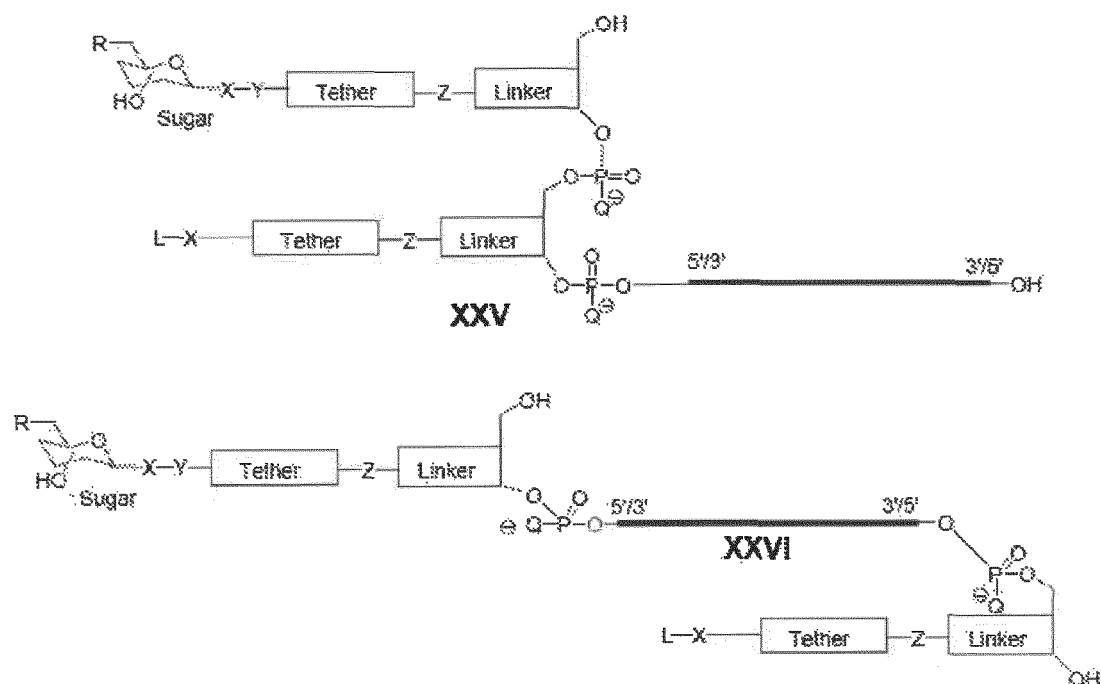 OH
R
O
HO
X-Y
Tether
Z
Linker
Sugar
O
O-P=O
Q⊖
L-X
Tether
Z
Linker
O
O-P-O
Q⊖
5'/3'
3'/5'
OH
XXV
OH
R
O
HO
X-Y
Tether
Z
Linker
Sugar
O
O
⊖ Q-P-O
5'/3'
3'/5'
O
XXVI
O
P-O
⊖
Q
L-X
Tether
Z
Linker
OH